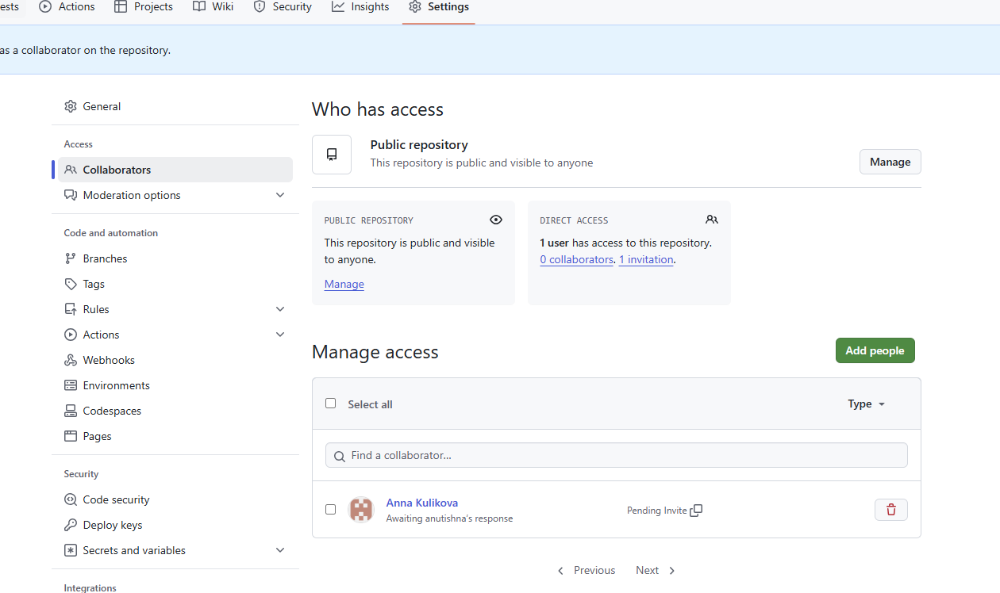 ests Actions Projects Wiki Security Insights Settings
as a collaborator on the repository.
General
Access
Collaborators
Moderation options
Code and automation
Branches
Tags
Rules
Actions
Webhooks
Environments
Codespaces
Pages
Security
Code security
Deploy keys
Secrets and variables
Integrations
Who has access
Public repository
This repository is public and visible to anyone
Manage
PUBLIC REPOSITORY
This repository is public and visible
to anyone.
Manage
DIRECT ACCESS
1 user has access to this repository.
0 collaborators. 1 invitation.
Manage access
Add people
Select all
Type
Find a collaborator...
Anna Kulikova
Awaiting anutishna's response
Pending Invite
Previous Next